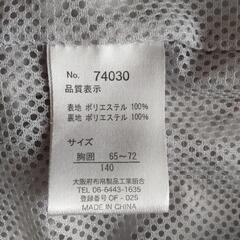 No. 74030
品質表示
表地 ポリエステル 100%
裏地 ポリエステル 100%
サイズ
胸囲 65～72
140
大阪府布帛製品工業組合
TEL 06-6443-1635
登録番号 OF - 025
MADE IN CHINA